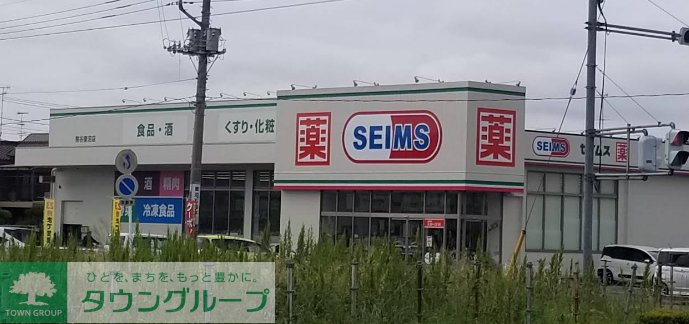 食品・酒
くすり・化粧
薬
SEIMS
薬
SEIMS
セイムス
薬
酒
精肉
冷凍食品
ひとを、まちを、もっと豊かに。
タウングループ
TOWN GROUP